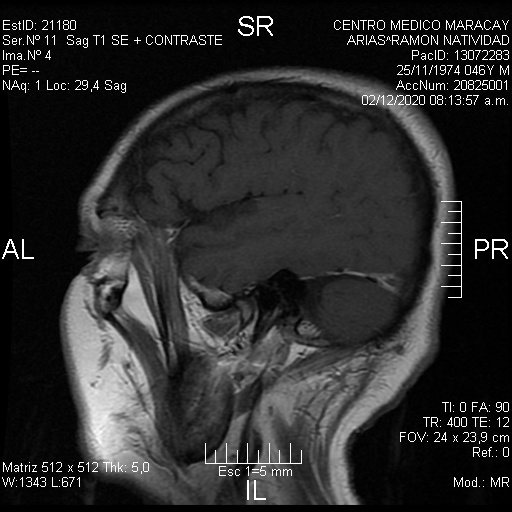 EstID: 21180
Ser.Nº 11 Sag T1 SE + CONTRASTE
Ima.Nº 4
PE= --
NAq: 1 Loc: 29,4 Sag
SR
CENTRO MEDICO MARACAY
ARIAS^RAMON NATIVIDAD
PacID: 13072283
25/11/1974 046Y M
AccNum: 20825001
02/12/2020 08:13:57 a.m.
AL
PR
TI: 0 FA: 90
TR: 400 TE: 12
FOV: 24 x 23,9 cm
Ref.: 0
Matriz 512 x 512 Thk: 5,0
W:1343 L:671
Esc 1=5 mm
IL
Mod.: MR